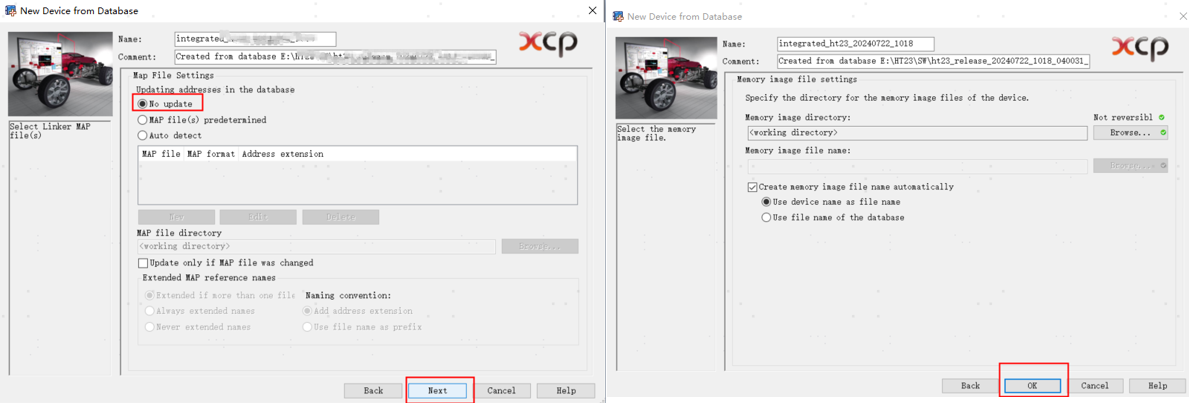 New Device from Database
Name:
integrated_
Comment:
Created from database E:\HT23\SW\ht23_release_20240722_1018_040031_
xcp
Select Linker MAP
file(s)
Map File Settings
Updating addresses in the database
No update
MAP file(s) predetermined
Auto detect
MAP file MAP format Address extension
New Edit Delete
MAP file directory
<working directory>
Browse...
Update only if MAP file was changed
Extended MAP reference names
Extended if more than one file
Naming convention:
Always extended names
Add address extension
Never extended names
Use file name as prefix
Back Next Cancel Help
New Device from Database
Name:
integrated_ht23_20240722_1018
Comment:
Created from database E:\HT23\SW\ht23_release_20240722_1018_040031_
xcp
Select the memory
image file.
Memory image file settings
Specify the directory for the memory image files of the device.
Memory image directory:
Not reversibl
<working directory>
Browse...
Memory image file name:
Browse...
Create memory image file name automatically
Use device name as file name
Use file name of the database
Back OK Cancel Help